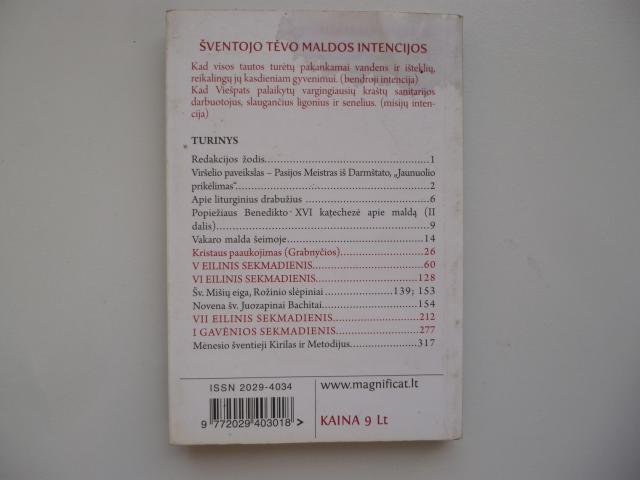 ŠVENTOJO TĖVO MALDOS INTENCIJOS
Kad visos tautos turėtų pakankamai vandens ir išteklių,
reikalingų jų kasdieniam gyvenimui. (bendroji intencija)
Kad Viešpats palaikytų vargingiausių kraštų sanitarijos
darbuotojus, slaugančius ligonius ir senelius. (misijų inten-
cija)
TURINYS
Redakcijos žodis....................................................1
Viršelio paveikslas – Pasijos Meistras iš Darmštato, „Jaunuolio
prikėlimas“..........................................................2
Apie liturginius drabužius ......................................6
Popiežiaus Benedikto XVI katechezė apie maldą (II
dalis)..................................................................9
Vakaro malda šeimoje...........................................14
Kristaus paaukojimas (Grabnyčios)..........................26
V EILINIS SEKMADIENIS.......................................60
VI EILINIS SEKMADIENIS......................................128
Šv. Mišių eiga, Rožinio slėpiniai ......................139; 153
Novena šv. Juozapinai Bachitai...............................154
VII EILINIS SEKMADIENIS.....................................212
I GAVĖNIOS SEKMADIENIS....................................277
Mėnesio šventieji Kirilas ir Metodijus.......................317
ISSN 2029-4034
www.magnificat.lt
9 772029 403018 >
KAINA 9 Lt